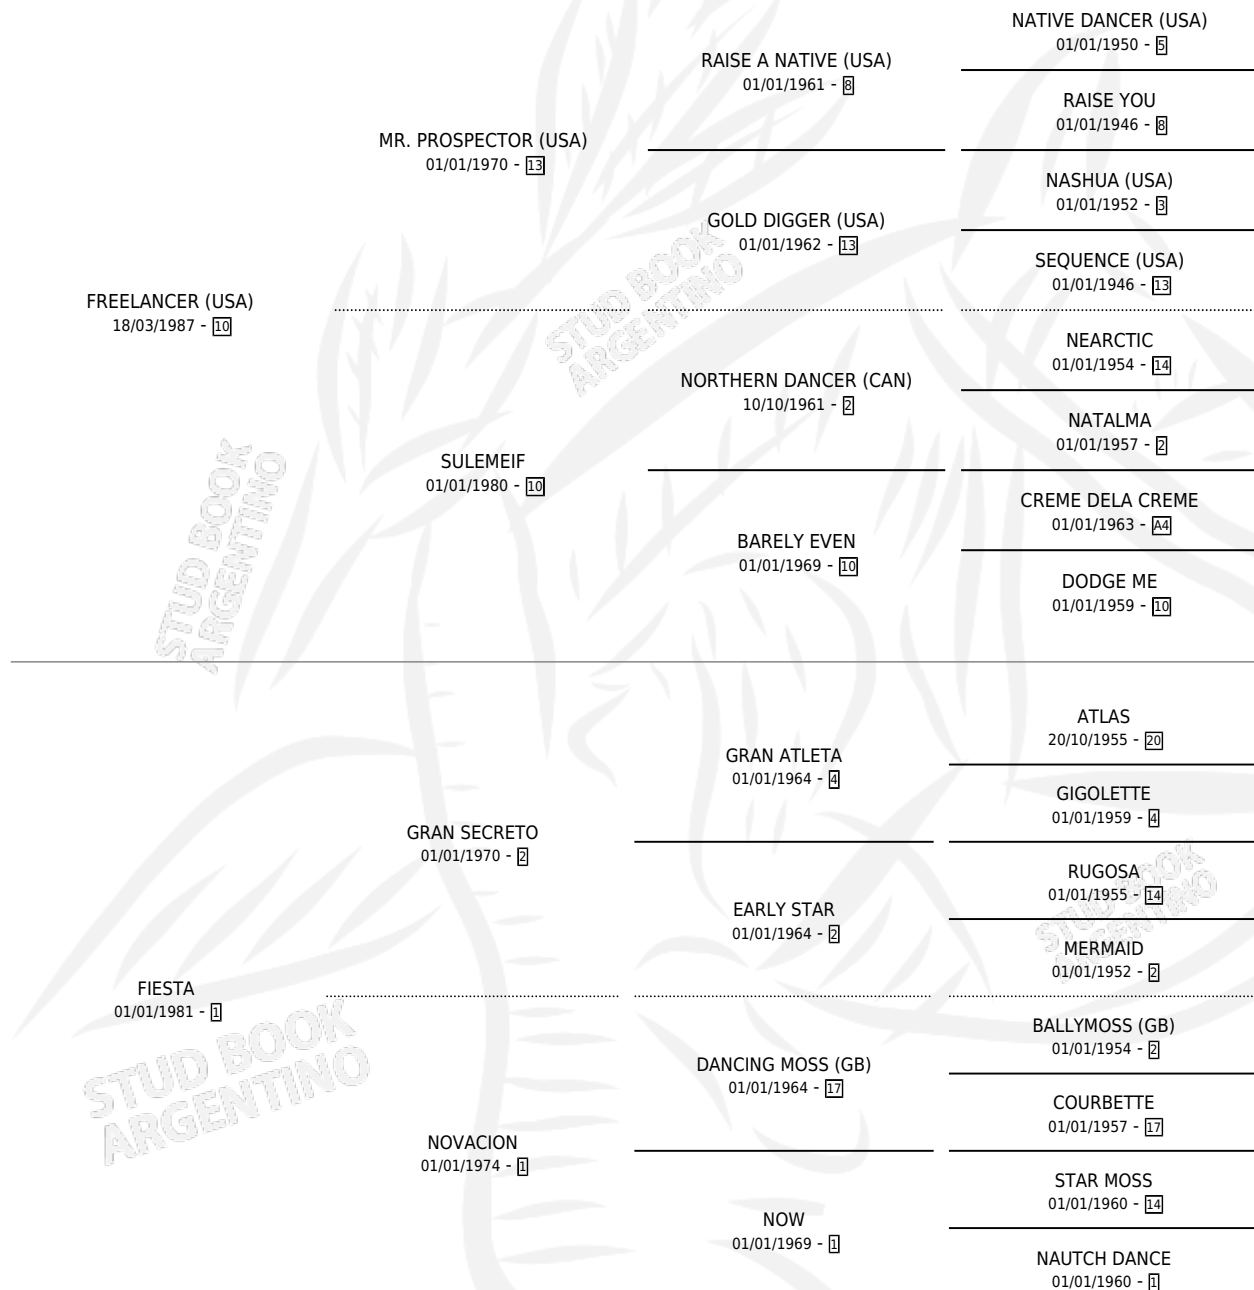 NATIVE DANCER (USA)
01/01/1950 - 5
RAISE A NATIVE (USA)
01/01/1961 - 8
RAISE YOU
01/01/1946 - 8
MR. PROSPECTOR (USA)
01/01/1970 - 13
NASHUA (USA)
01/01/1952 - 3
GOLD DIGGER (USA)
01/01/1962 - 13
SEQUENCE (USA)
01/01/1946 - 13
FREELANCER (USA)
18/03/1987 - 10
NEARCTIC
01/01/1954 - 14
NORTHERN DANCER (CAN)
10/10/1961 - 2
NATALMA
01/01/1957 - 2
SULEMEIF
01/01/1980 - 10
CREME DELA CREME
01/01/1963 - A4
BARELY EVEN
01/01/1969 - 10
DODGE ME
01/01/1959 - 10
ATLAS
20/10/1955 - 20
GRAN ATLETA
01/01/1964 - 4
GIGOLETTE
01/01/1959 - 4
GRAN SECRETO
01/01/1970 - 2
RUGOSA
01/01/1955 - 14
EARLY STAR
01/01/1964 - 2
MERMAID
01/01/1952 - 2
FIESTA
01/01/1981 - 1
BALLYMOSS (GB)
01/01/1954 - 2
DANCING MOSS (GB)
01/01/1964 - 17
COURBETTE
01/01/1957 - 17
NOVACION
01/01/1974 - 1
STAR MOSS
01/01/1960 - 14
NOW
01/01/1969 - 1
NAUTCH DANCE
01/01/1960 - 1
STUD BOOK
ARGENTINO
STUD BOOK
ARGENTINO
STUD BOOK
ARGENTINO
STUD BOOK
ARGENTINO